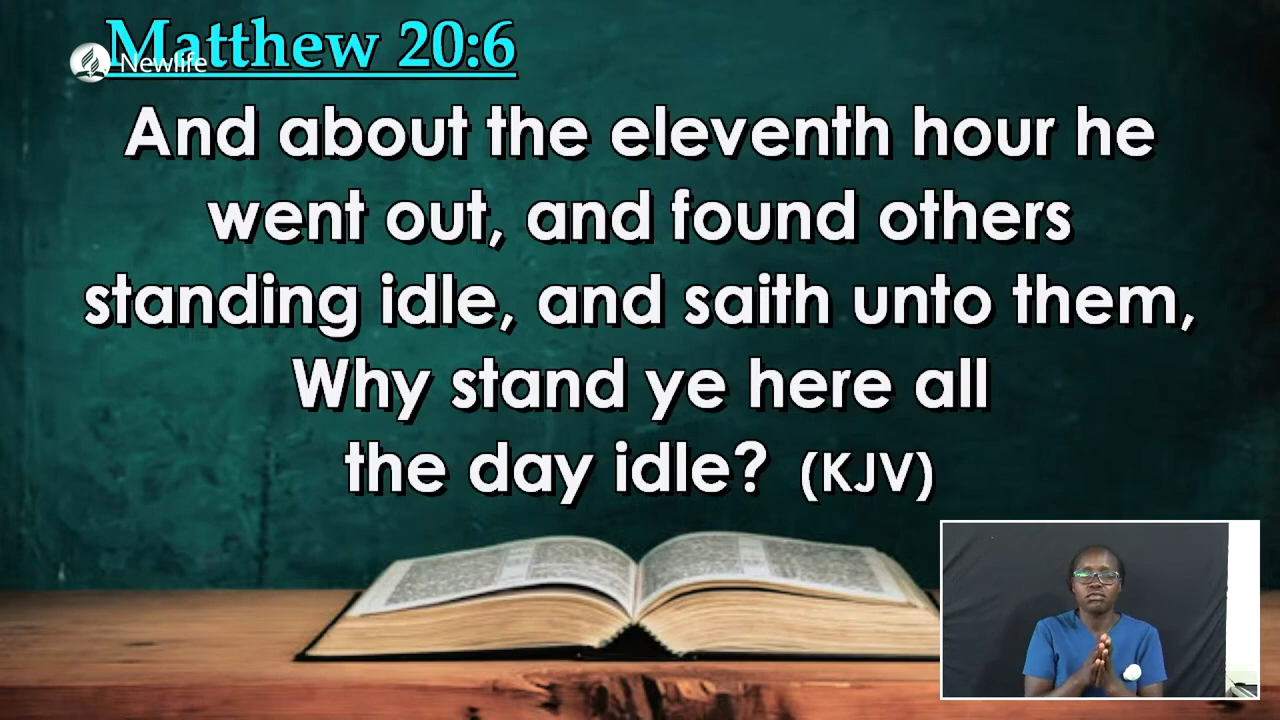 Matthew 20:6
Newlife
And about the eleventh hour he
went out, and found others
standing idle, and saith unto them,
Why stand ye here all
the day idle? (KJV)